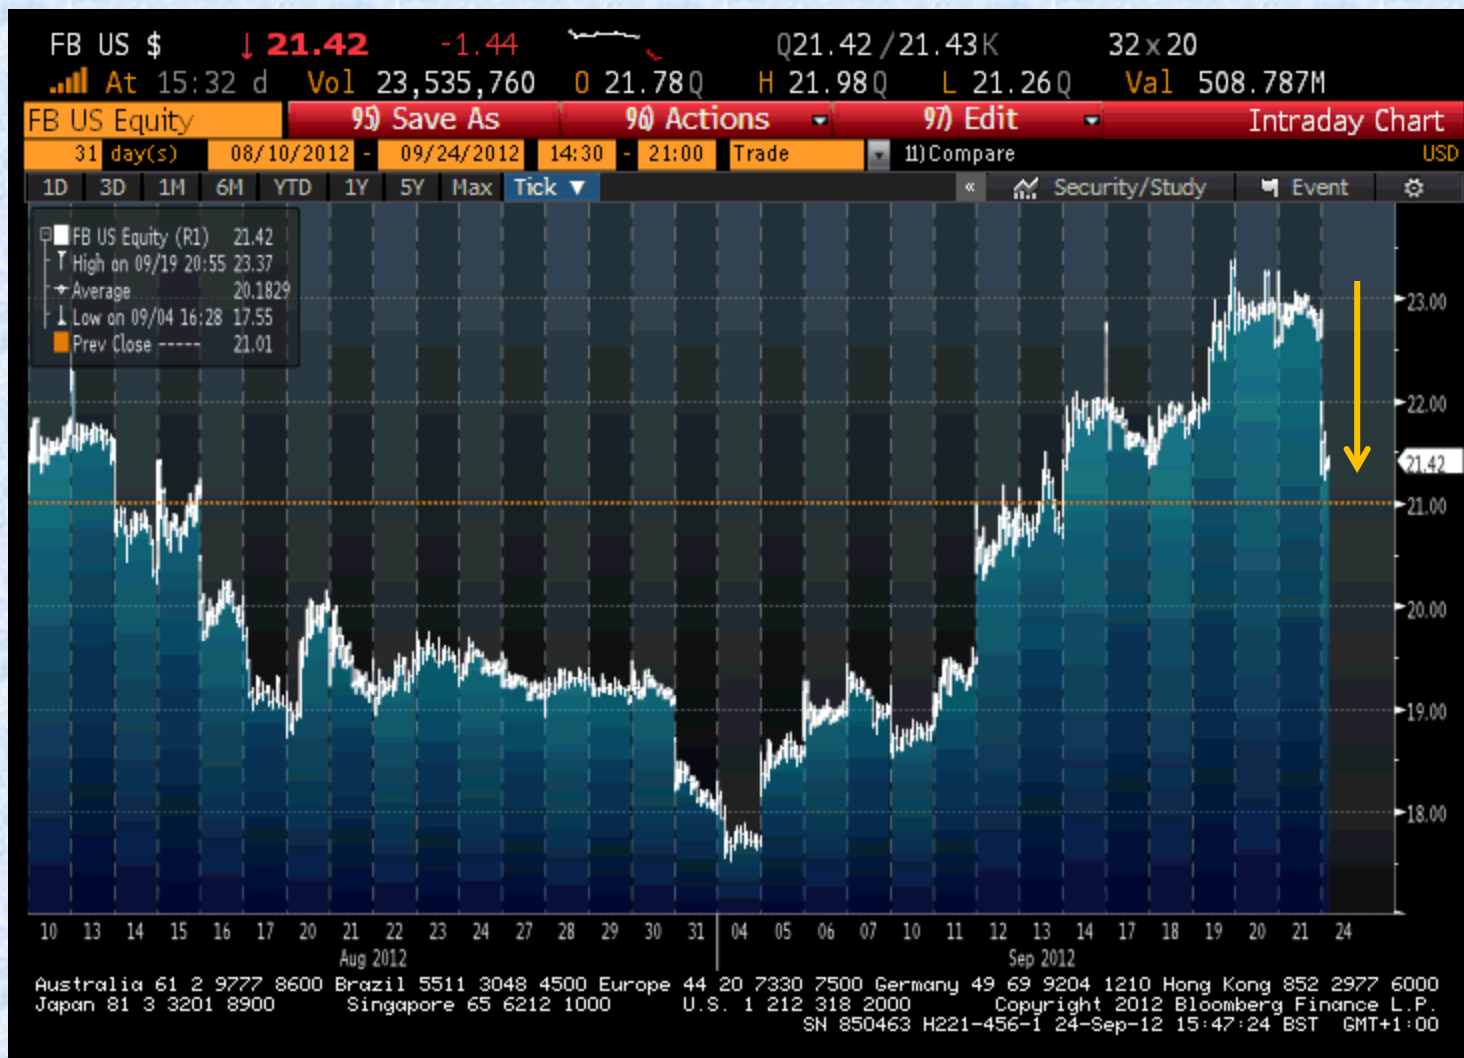 FB US $ ↓ 21.42 -1.44 Q21.42 / 21.43K 32x20
At 15:32 d Vol 23,535,760 O 21.78Q H 21.98Q L 21.26Q Val 508.787M
FB US Equity 95) Save As 96) Actions 97) Edit Intraday Chart
31 day(s) 08/10/2012 - 09/24/2012 14:30 - 21:00 Trade 11)Compare USD
1D 3D 1M 6M YTD 1Y 5Y Max Tick ▼ « Security/Study Event
FB US Equity (R1) 21.42
High on 09/19 20:55 23.37
Average 20.1829
Low on 09/04 16:28 17.55
Prev Close ----- 21.01
23.00
22.00
21.42
21.00
20.00
19.00
18.00
10 13 14 15 16 17 20 21 22 23 24 27 28 29 30 31 04 05 06 07 10 11 12 13 14 17 18 19 20 21 24
Aug 2012 Sep 2012
Australia 61 2 9777 8600 Brazil 5511 3048 4500 Europe 44 20 7330 7500 Germany 49 69 9204 1210 Hong Kong 852 2977 6000
Japan 81 3 3201 8900 Singapore 65 6212 1000 U.S. 1 212 318 2000 Copyright 2012 Bloomberg Finance L.P.
SN 850463 H221-456-1 24-Sep-12 15:47:24 BST GMT+1:00